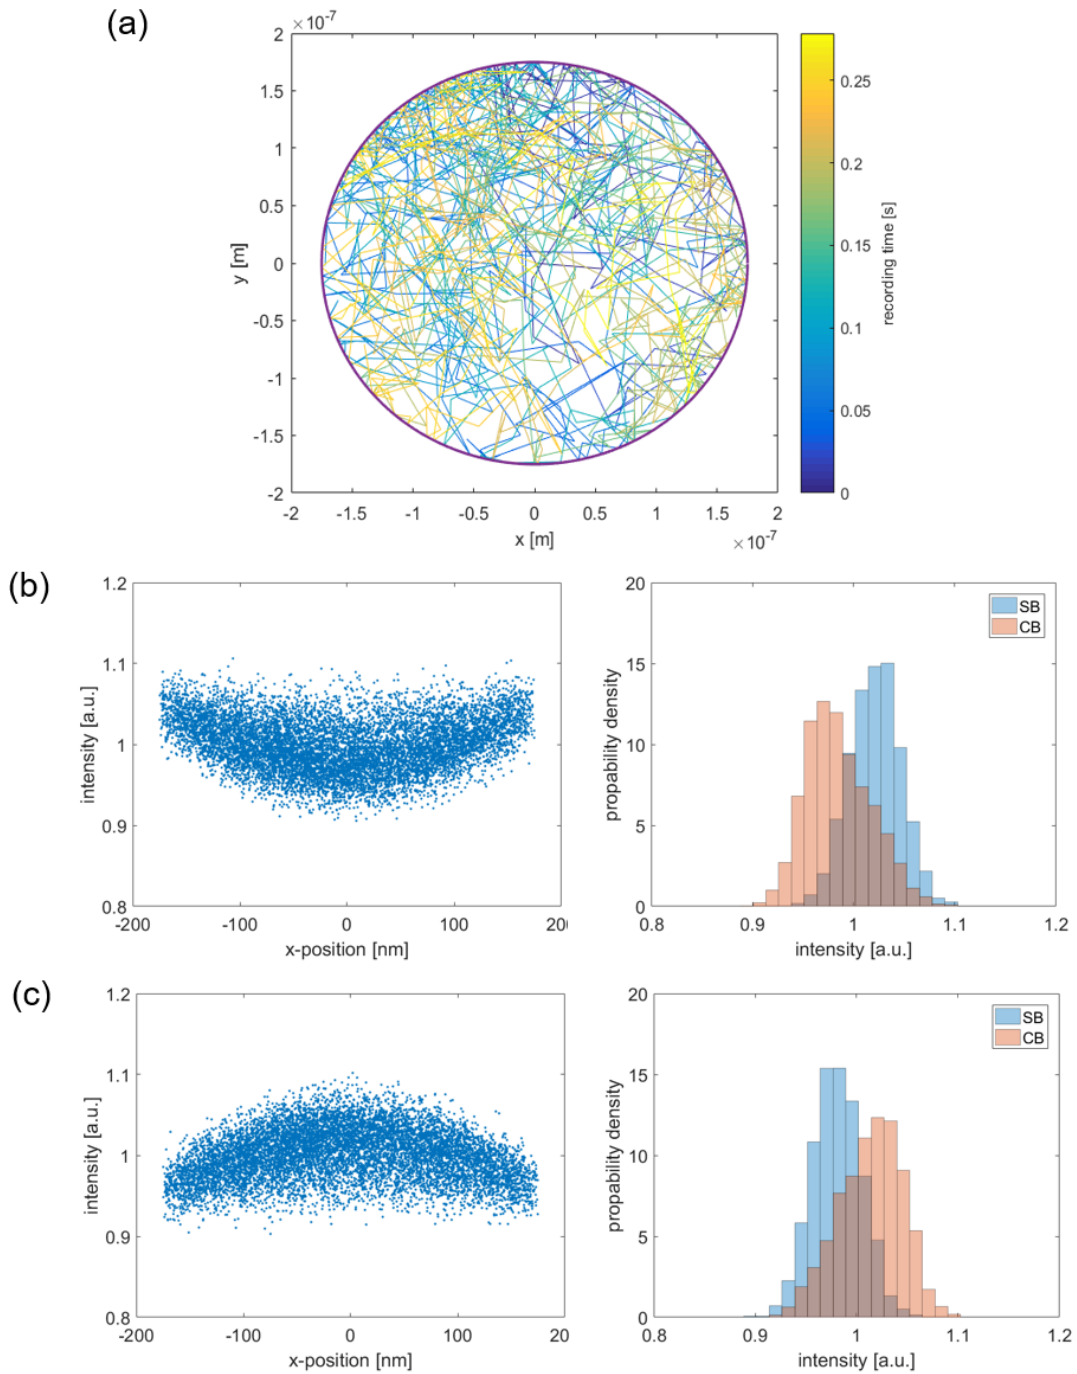 (a)
×10⁻⁷
2
1.5
1
0.5
0
-0.5
-1
-1.5
-2
y [m]
-2 -1.5 -1 -0.5 0 0.5 1 1.5 2
x [m]
×10⁻⁷
0.25
0.2
0.15
0.1
0.05
0
recording time [s]
(b)
1.2
1.1
1
0.9
0.8
intensity [a.u.]
-200 -100 0 100 200
x-position [nm]
20
15
10
5
0
propability density
SB
CB
0.8 0.9 1 1.1 1.2
intensity [a.u.]
(c)
1.2
1.1
1
0.9
0.8
intensity [a.u.]
-200 -100 0 100 20
x-position [nm]
20
15
10
5
0
propability density
SB
CB
0.8 0.9 1 1.1 1.2
intensity [a.u.]